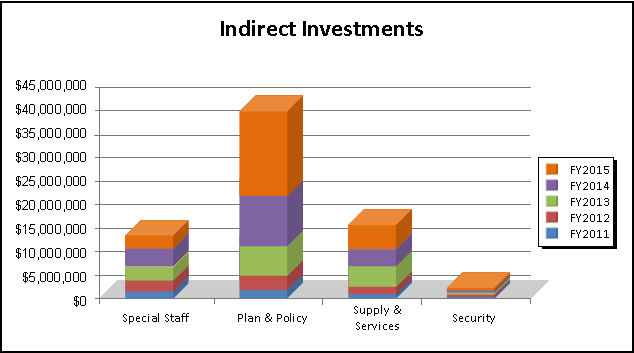 Indirect Investments
$45,000,000
$40,000,000
$35,000,000
$30,000,000
$25,000,000
$20,000,000
$15,000,000
$10,000,000
$5,000,000
$0
Special Staff
Plan & Policy
Supply &
Services
Security
FY2015
FY2014
FY2013
FY2012
FY2011